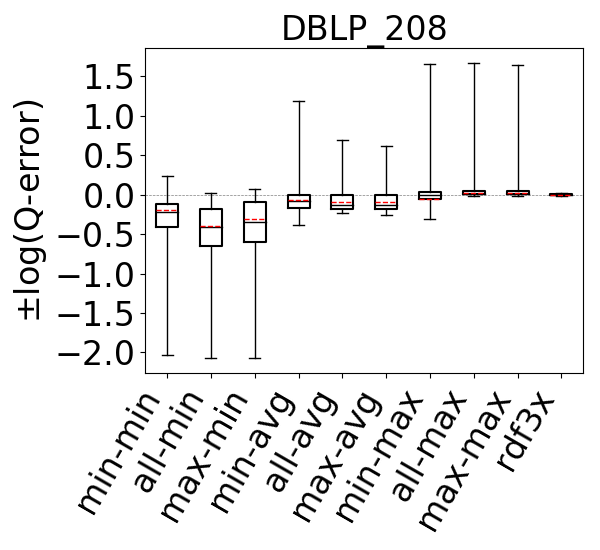 DBLP_208
±log(Q-error)
1.5
1.0
0.5
0.0
−0.5
−1.0
−1.5
−2.0
min-min
all-min
max-min
min-avg
all-avg
max-avg
min-max
all-max
max-max
rdf3x